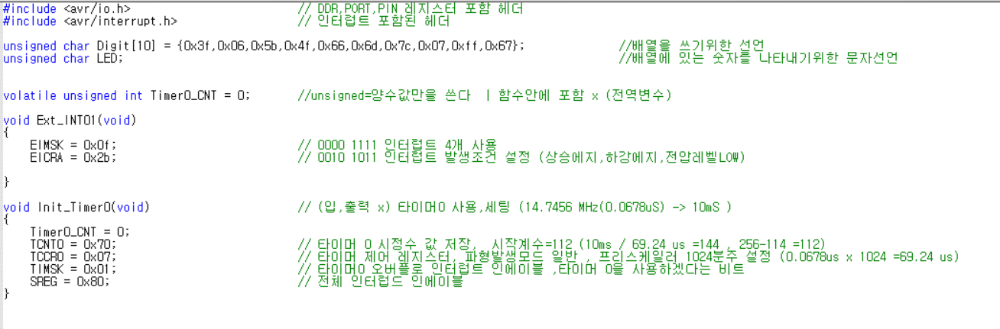 #include <avr/io.h> // DDR,PORT,PIN 레지스터 포함 헤더
#include <avr/interrupt.h> // 인터럽트 포함된 헤더
unsigned char Digit[10] = {0x3f,0x06,0x5b,0x4f,0x66,0x6d,0x7c,0x07,0xff,0x67}; //배열을 쓰기위한 선언
unsigned char LED; //배열에 있는 숫자를 나타내기위한 문자선언
volatile unsigned int Timer0_CNT = 0; //unsigned=양수값만을 쓴다 | 함수안에 포함 x (전역변수)
void Ext_INT01(void)
{
EIMSK = 0x0f; // 0000 1111 인터럽트 4개 사용
EICRA = 0x2b; // 0010 1011 인터럽트 발생조건 설정 (상승에지,하강에지,전압레벨LOW)
}
void Init_Timer0(void) // (입,출력 x) 타이머0 사용,세팅 (14.7456 MHz(0.0678uS) -> 10mS )
{
Timer0_CNT = 0;
TCNT0 = 0x70; // 타이머 0 시정수 값 저장, 시작계수=112 (10ms / 69.24 us =144 , 256-114 =112)
TCCR0 = 0x07; // 타이머 제어 레지스터, 파형발생모드 일반 , 프리스케일러 1024분주 설정 (0.0678us x 1024 =69.24 us)
TIMSK = 0x01; // 타이머0 오버플로 인터럽트 인에이블 ,타이머 0을 사용하겠다는 비트
SREG = 0x80; // 전체 인터럽드 인에이블
}